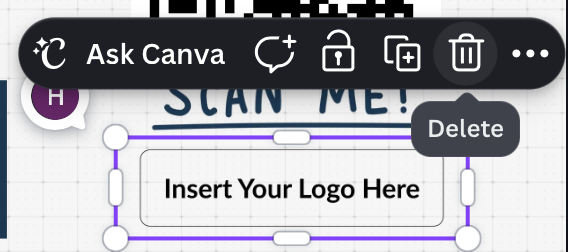 Ask Canva
H
SCAN ME!
Delete
Insert Your Logo Here